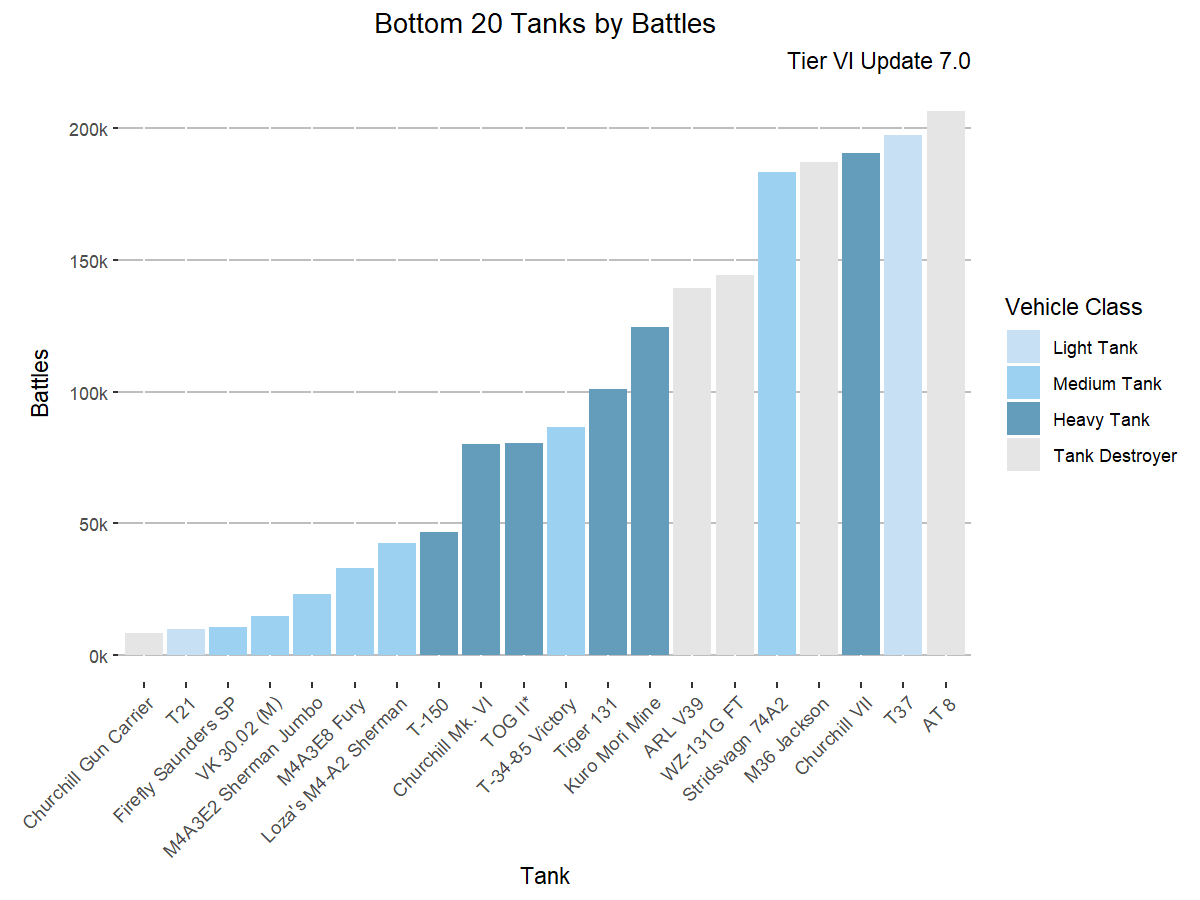 Bottom 20 Tanks by Battles
Tier VI Update 7.0
200k
150k
100k
50k
0k
Battles
Churchill Gun Carrier
T21
Firefly Saunders SP
VK 30.02 (M)
M4A3E2 Sherman Jumbo
M4A3E8 Fury
Loza's M4-A2 Sherman
T-150
Churchill Mk. VI
TOG II*
T-34-85 Victory
Tiger 131
Kuro Mori Mine
ARL V39
WZ-131G FT
Stridsvagn 74A2
M36 Jackson
Churchill VII
T37
AT 8
Tank
Vehicle Class
Light Tank
Medium Tank
Heavy Tank
Tank Destroyer